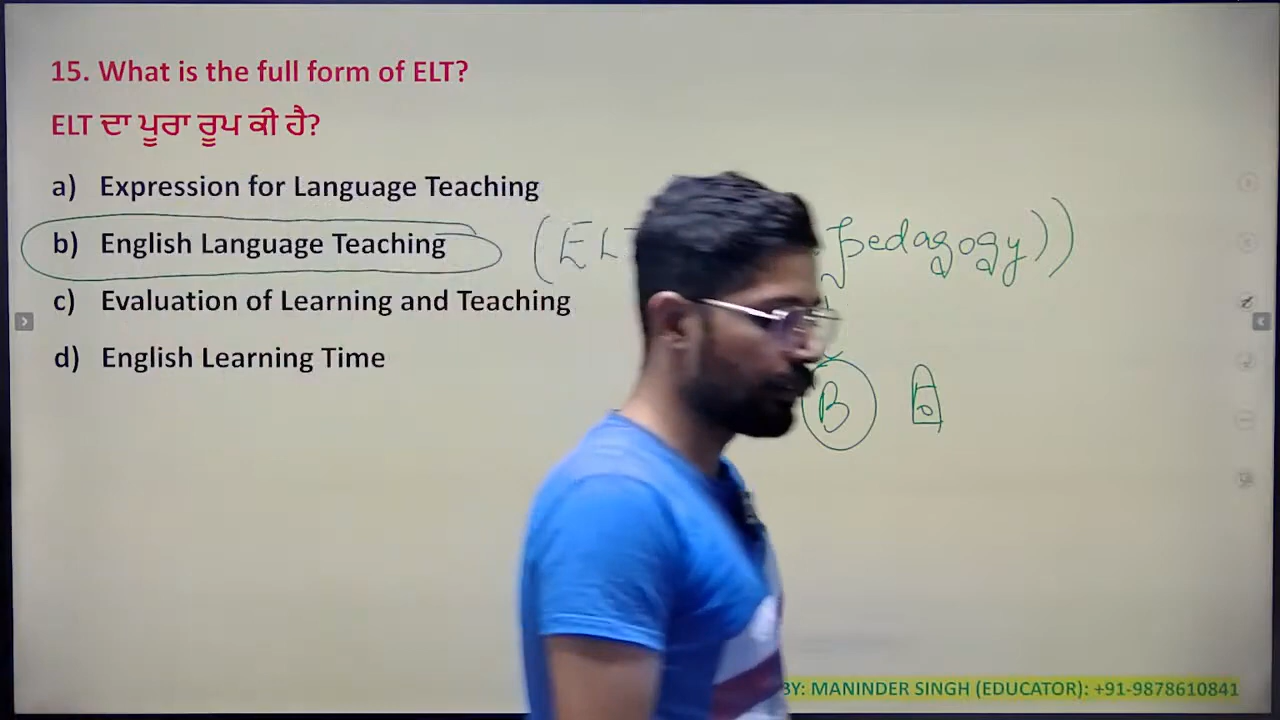 15. What is the full form of ELT?
ELT ਦਾ ਪੂਰਾ ਰੂਪ ਕੀ ਹੈ?
a) Expression for Language Teaching
b) English Language Teaching
(ELT pedagogy))
c) Evaluation of Learning and Teaching
d) English Learning Time
B
BY: MANINDER SINGH (EDUCATOR): +91-9878610841